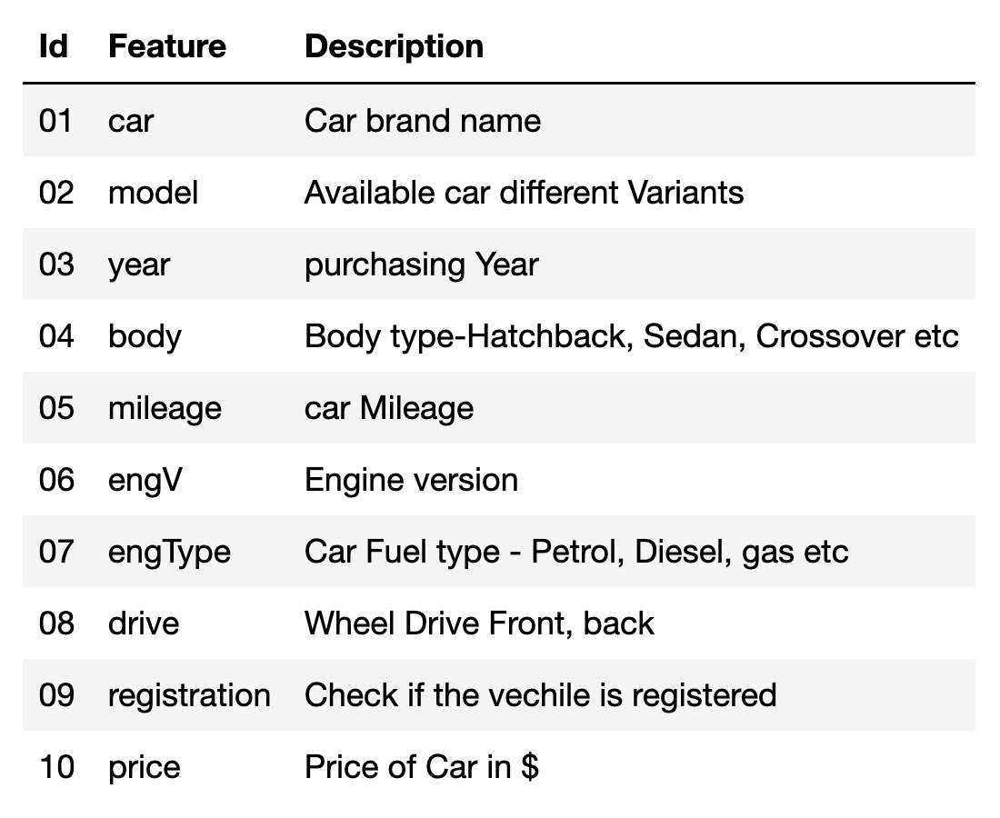 Id Feature Description
01 car Car brand name
02 model Available car different Variants
03 year purchasing Year
04 body Body type-Hatchback, Sedan, Crossover etc
05 mileage car Mileage
06 engV Engine version
07 engType Car Fuel type - Petrol, Diesel, gas etc
08 drive Wheel Drive Front, back
09 registration Check if the vechile is registered
10 price Price of Car in $